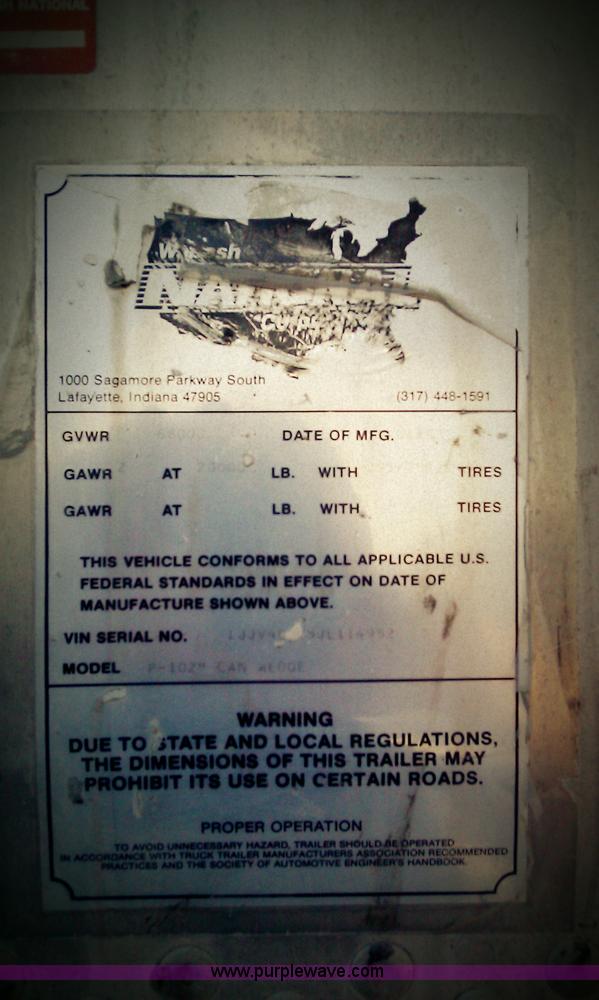 NATIONAL
1000 Sagamore Parkway South
Lafayette, Indiana 47905 (317) 448-1591
GVWR DATE OF MFG.
GAWR AT LB. WITH TIRES
GAWR AT LB. WITH TIRES
THIS VEHICLE CONFORMS TO ALL APPLICABLE U.S.
FEDERAL STANDARDS IN EFFECT ON DATE OF
MANUFACTURE SHOWN ABOVE.
VIN SERIAL NO.
MODEL
WARNING
DUE TO STATE AND LOCAL REGULATIONS,
THE DIMENSIONS OF THIS TRAILER MAY
PROHIBIT ITS USE ON CERTAIN ROADS.
PROPER OPERATION
TO AVOID UNNECESSARY HAZARD, TRAILER SHOULD BE OPERATED
IN ACCORDANCE WITH TRUCK TRAILER MANUFACTURERS ASSOCIATION RECOMMENDED
PRACTICES AND THE SOCIETY OF AUTOMOTIVE ENGINEER'S HANDBOOK.
www.purplewave.com